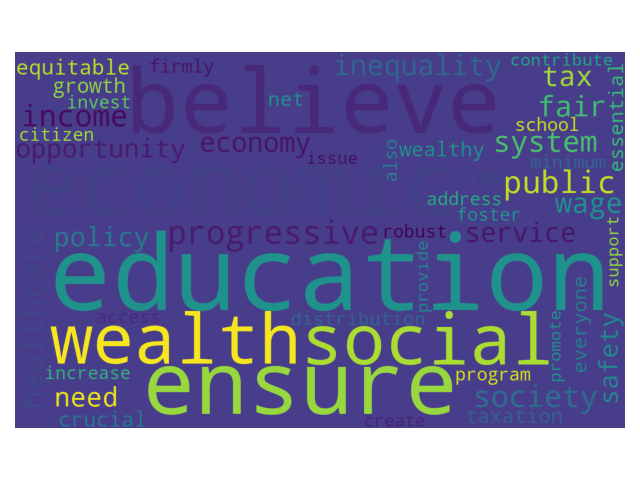 equitable firmly inequality contribute
growth believe tax
invest net fair essential
income school
citizen economy also wealthy system
opportunity issue minimum
public
address wage
foster
policy progressive robust service
healthcare education provide support
access distribution
wealth social promote everyone safety
increase ensure program
need society
crucial create taxation